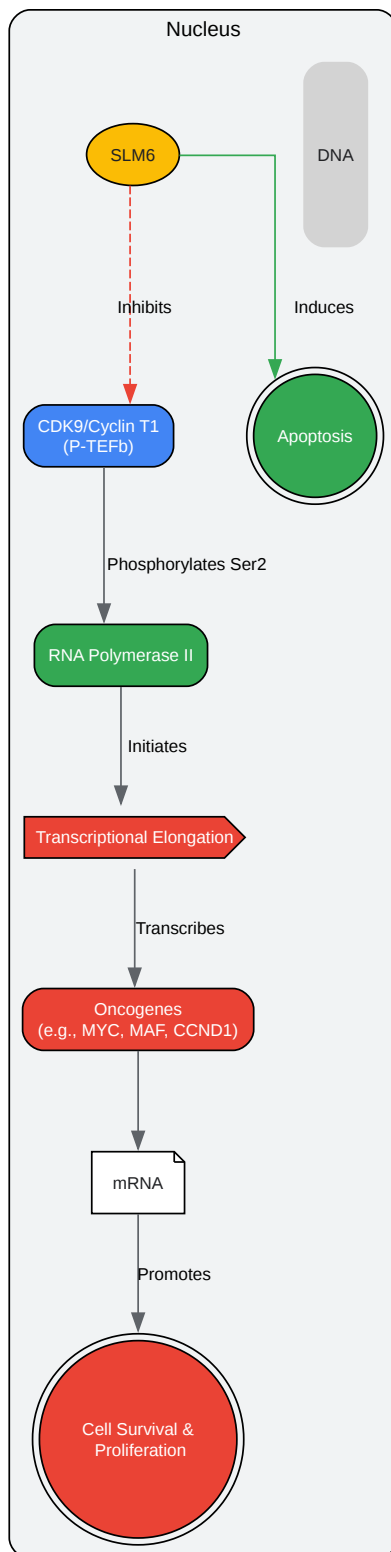 Nucleus
SLM6
DNA
Inhibits
Induces
CDK9/Cyclin T1
(P-TEFb)
Apoptosis
Phosphorylates Ser2
RNA Polymerase II
Initiates
Transcriptional Elongation
Transcribes
Oncogenes
(e.g., MYC, MAF, CCND1)
mRNA
Promotes
Cell Survival &
Proliferation